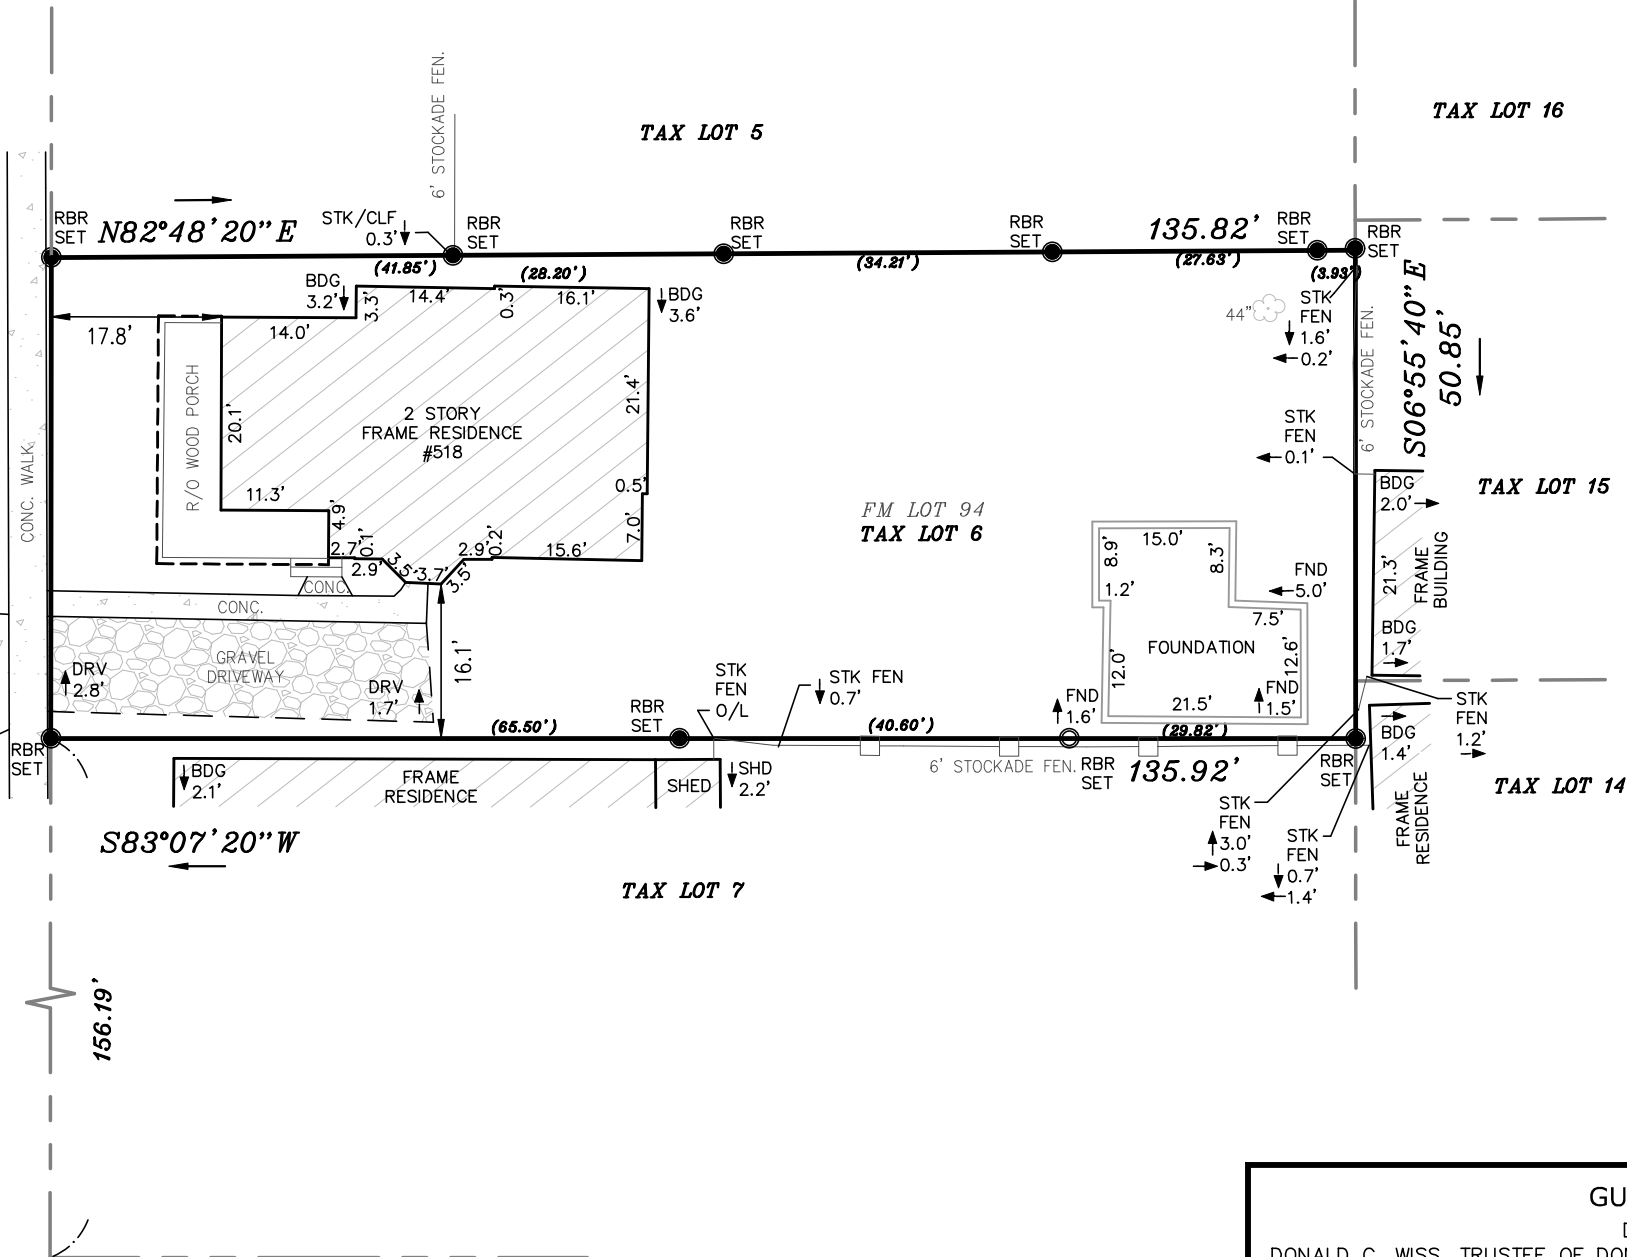 6' STOCKADE FEN.
TAX LOT 5
TAX LOT 16
RBR
SET
N82°48'20"E
STK/CLF
0.3'
RBR
SET
RBR
SET
RBR
SET
135.82'
RBR
SET
RBR
SET
(41.85')
(28.20')
(34.21')
(27.63')
(3.93')
BDG
3.2'
3.3'
14.4'
0.3'
16.1'
BDG
3.6'
44"
STK
FEN
1.6'
0.2'
6' STOCKADE FEN.
S06°55'40"E
50.85'
17.8'
14.0'
R/O WOOD PORCH
20.1'
2 STORY
FRAME RESIDENCE
#518
21.4'
STK
FEN
0.1'
CONC. WALK
11.3'
4.9'
0.5'
7.0'
FM LOT 94
TAX LOT 6
BDG
2.0'
TAX LOT 15
2.7'
0.1'
2.9'
3.5'
3.7'
3.5'
2.9'
0.2'
15.6'
8.9'
15.0'
8.3'
1.2'
FND
5.0'
7.5'
21.3'
FRAME
BUILDING
CONC.
CONC.
GRAVEL
DRIVEWAY
DRV
2.8'
DRV
1.7'
16.1'
FOUNDATION
12.0'
12.6'
21.5'
BDG
1.7'
STK
FEN
O/L
STK FEN
0.7'
FND
1.6'
FND
1.5'
STK
FEN
1.2'
RBR
SET
(65.50')
RBR
SET
(40.60')
(29.82')
BDG
1.4'
BDG
2.1'
FRAME
RESIDENCE
SHED
SHD
2.2'
6' STOCKADE FEN.
RBR
SET
135.92'
RBR
SET
TAX LOT 14
FRAME
RESIDENCE
S83°07'20"W
STK
FEN
3.0'
0.3'
STK
FEN
0.7'
1.4'
TAX LOT 7
156.19'
GU
DONALD C. WISS, TRUSTEE OF DO